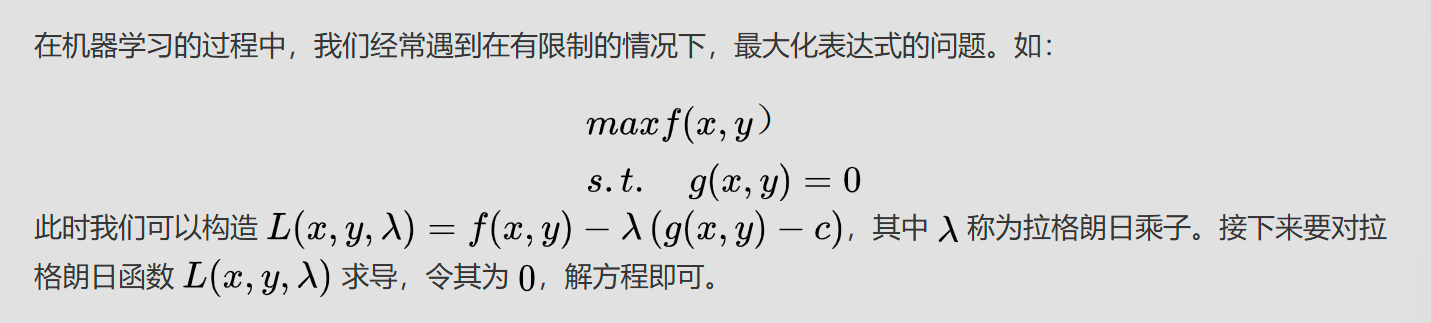 在机器学习的过程中，我们经常遇到在有限制的情况下，最大化表达式的问题。如：
maxf(x,y）
s.t. g(x,y)=0
此时我们可以构造 L(x,y,λ)=f(x,y)−λ(g(x,y)−c)，其中 λ 称为拉格朗日乘子。接下来要对拉
格朗日函数 L(x,y,λ) 求导，令其为 0，解方程即可。